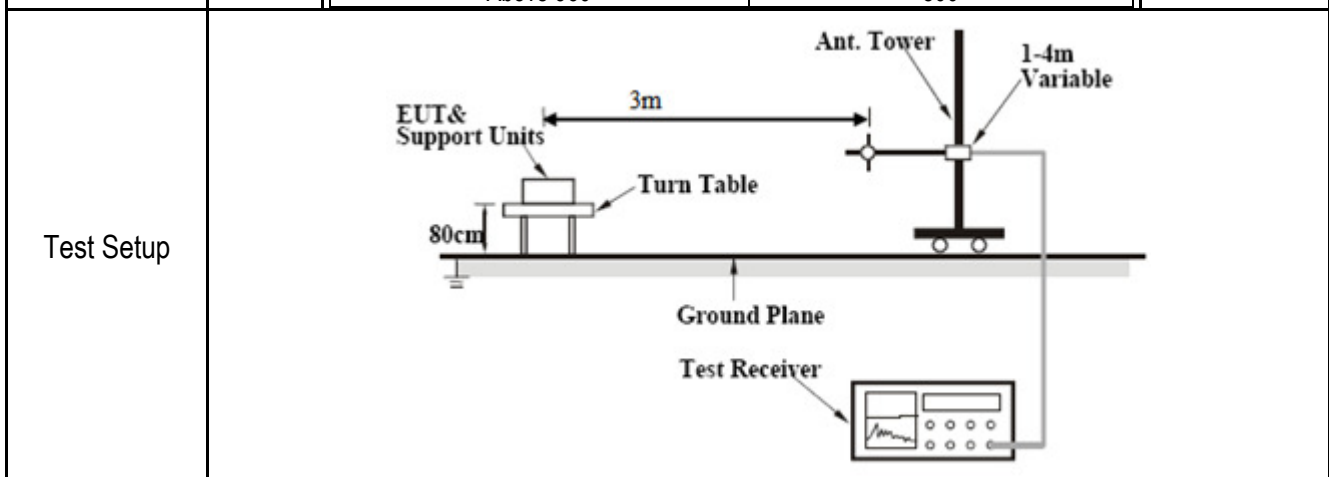 Test Setup
Ant. Tower
1-4m
Variable
3m
EUT&
Support Units
Turn Table
80cm
Ground Plane
Test Receiver